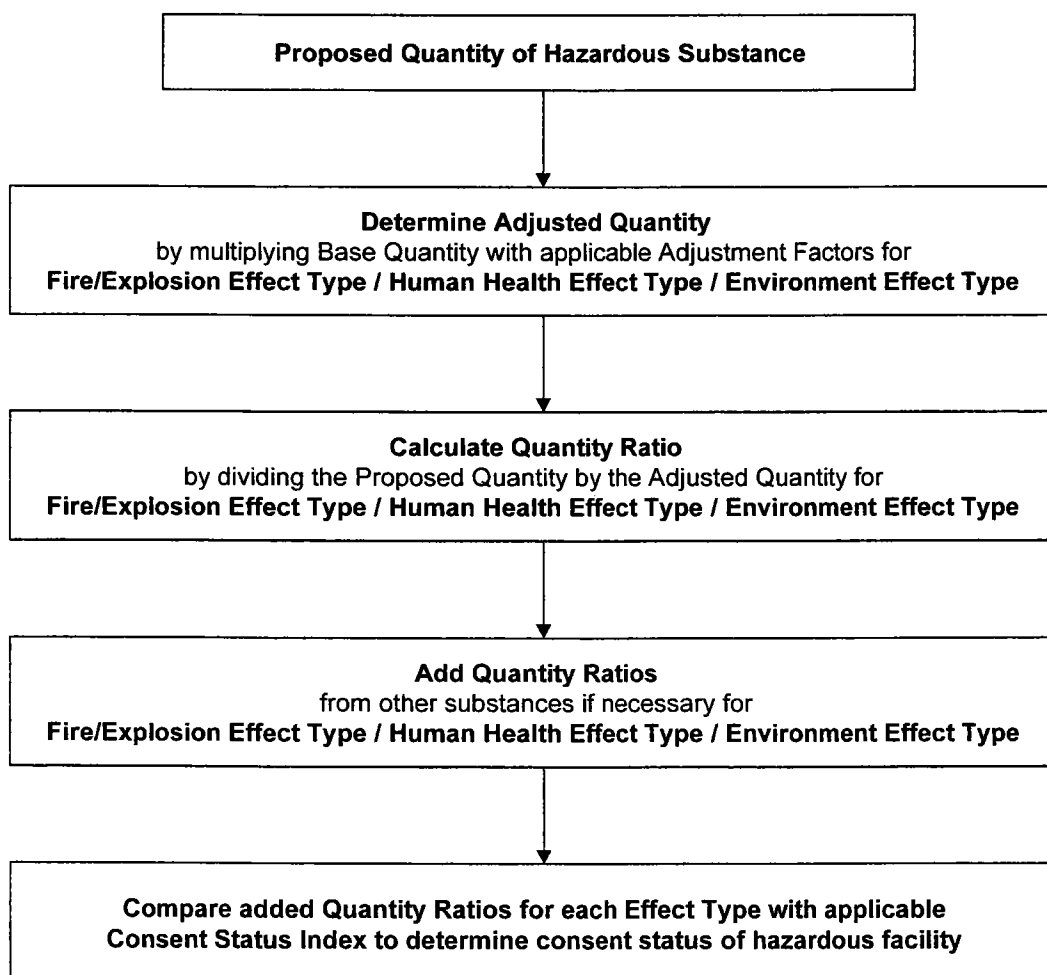 Proposed Quantity of Hazardous Substance
Determine Adjusted Quantity
by multiplying Base Quantity with applicable Adjustment Factors for
Fire/Explosion Effect Type / Human Health Effect Type / Environment Effect Type
Calculate Quantity Ratio
by dividing the Proposed Quantity by the Adjusted Quantity for
Fire/Explosion Effect Type / Human Health Effect Type / Environment Effect Type
Add Quantity Ratios
from other substances if necessary for
Fire/Explosion Effect Type / Human Health Effect Type / Environment Effect Type
Compare added Quantity Ratios for each Effect Type with applicable
Consent Status Index to determine consent status of hazardous facility